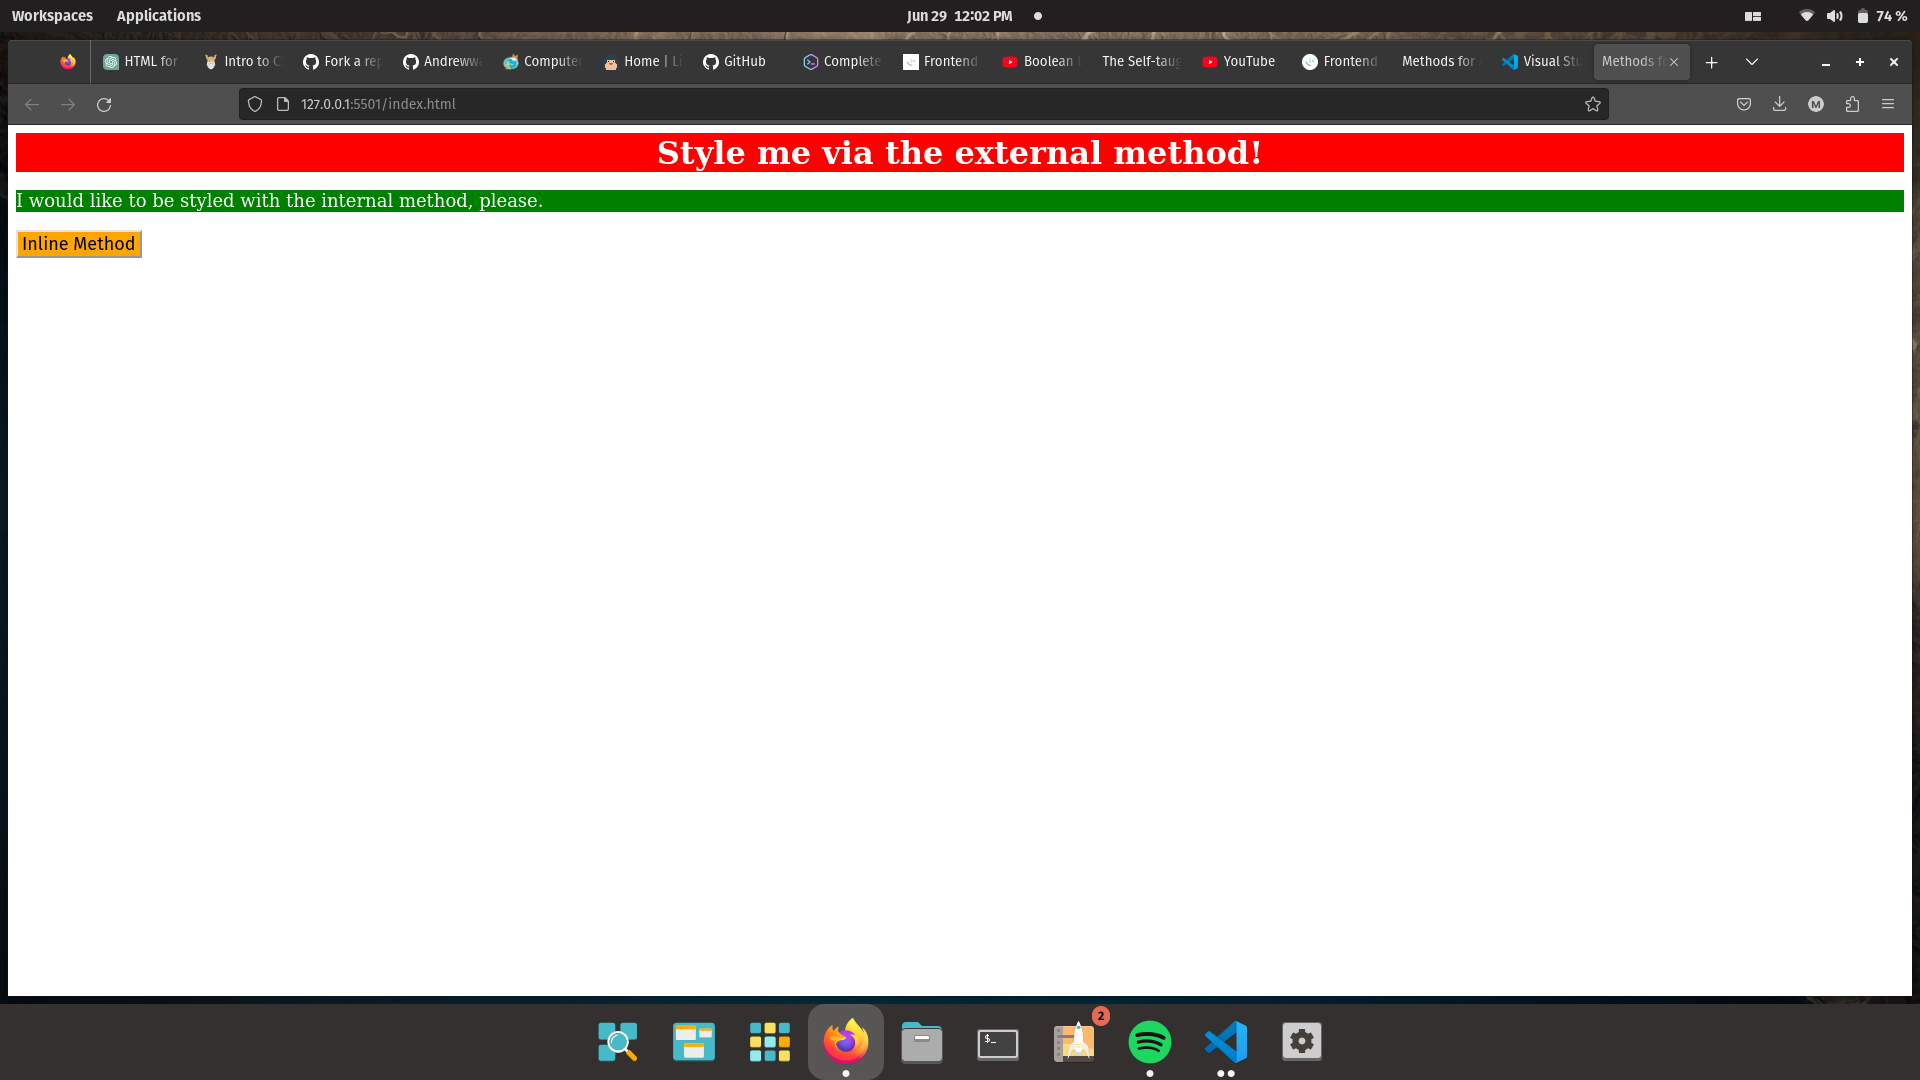 Workspaces Applications Jun 29 12:02 PM 74 %
HTML for Intro to C Fork a rep Andreww Computer Home | Li GitHub Complete Frontend Boolean The Self-taug YouTube Frontend Methods for Visual Stu Methods f
127.0.0.1:5501/index.html M
Style me via the external method!
I would like to be styled with the internal method, please.
Inline Method
2
$_